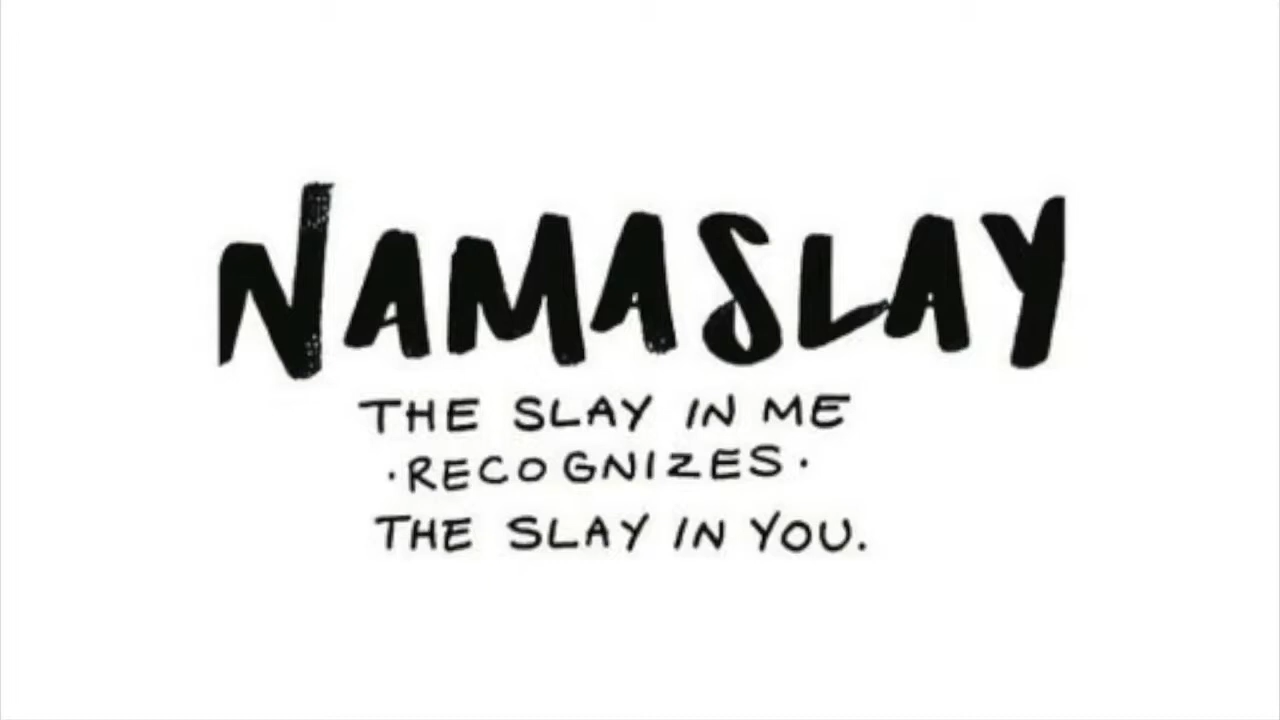 NAMASLAY
THE SLAY IN ME
·RECOGNIZES·
THE SLAY IN YOU.